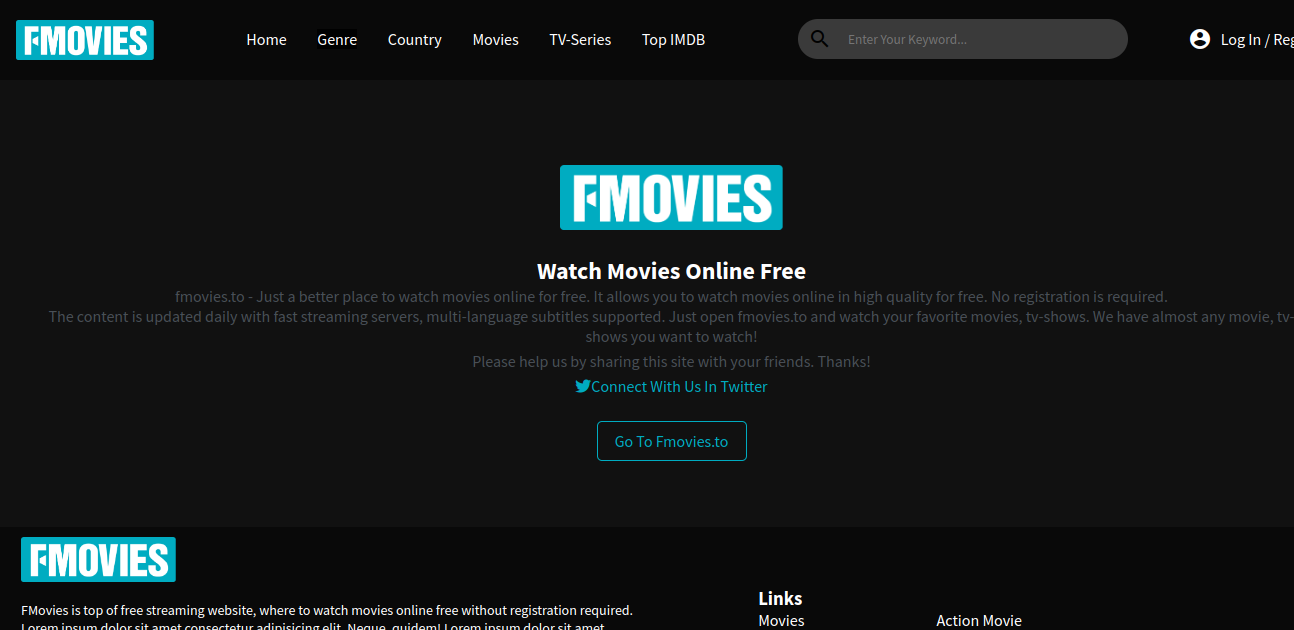 FMOVIES
Home Genre Country Movies TV-Series Top IMDB
Enter Your Keyword...
Log In / Reg
FMOVIES
Watch Movies Online Free
fmovies.to - Just a better place to watch movies online for free. It allows you to watch movies online in high quality for free. No registration is required.
The content is updated daily with fast streaming servers, multi-language subtitles supported. Just open fmovies.to and watch your favorite movies, tv-shows. We have almost any movie, tv-
shows you want to watch!
Please help us by sharing this site with your friends. Thanks!
Connect With Us In Twitter
Go To Fmovies.to
FMOVIES
FMovies is top of free streaming website, where to watch movies online free without registration required.
Lorem ipsum dolor sit amet consectetur adipisicing elit. Neque, quidem! Lorem ipsum dolor sit amet
Links
Movies
Action Movie